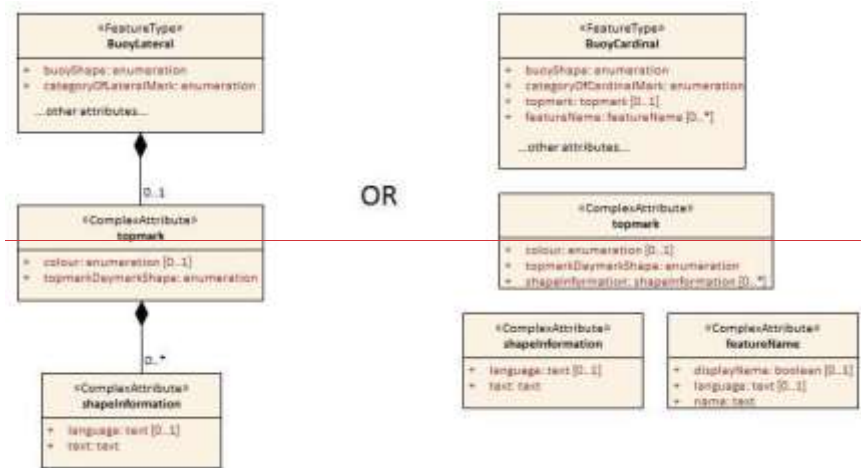 «FeatureType»
BuoyLateral
+ buoyShape: enumeration
+ categoryOfLateralMark: enumeration
...other attributes...
0..1
«ComplexAttribute»
topmark
+ colour: enumeration [0..1]
+ topmarkDaymarkShape: enumeration
0..*
«ComplexAttribute»
shapeInformation
+ language: text [0..1]
+ text: text
OR
«FeatureType»
BuoyCardinal
+ buoyShape: enumeration
+ categoryOfCardinalMark: enumeration
+ topmark: topmark [0..1]
+ featureName: featureName [0..*]
...other attributes...
«ComplexAttribute»
topmark
+ colour: enumeration [0..1]
+ topmarkDaymarkShape: enumeration
+ shapeInformation: shapeInformation [0..*]
«ComplexAttribute»
shapeInformation
+ language: text [0..1]
+ text: text
«ComplexAttribute»
featureName
+ displayName: boolean [0..1]
+ language: text [0..1]
+ name: text